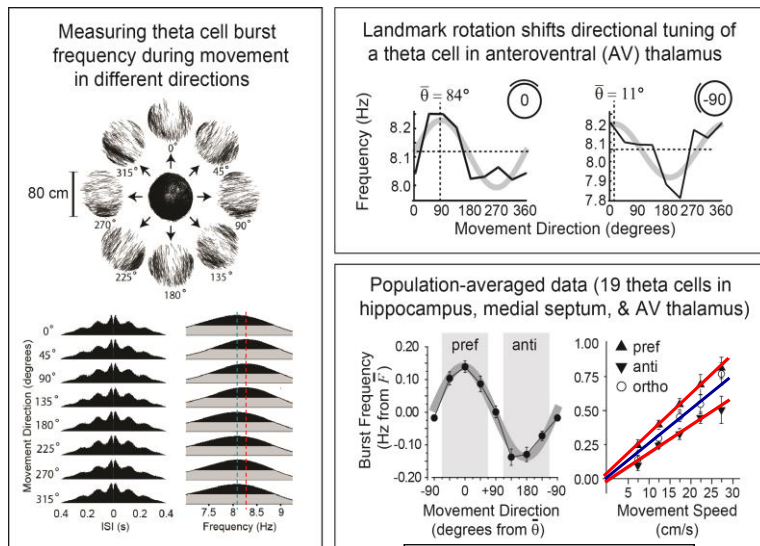 Measuring theta cell burst
frequency during movement
in different directions
0°
45°
90°
135°
180°
225°
270°
315°
80 cm
Movement Direction (degrees)
0°
45°
90°
135°
180°
225°
270°
315°
0.4 0.2 0 0.2 0.4
ISI (s)
7.5 8 8.5 9
Frequency (Hz)
Landmark rotation shifts directional tuning of
a theta cell in anteroventral (AV) thalamus
θ̅ = 84°
0
θ̅ = 11°
-90
Frequency (Hz)
8.2
8.1
8.0
0 90 180 270 360
8.2
8.1
8.0
7.9
7.8
0 90 180 270 360
Movement Direction (degrees)
Population-averaged data (19 theta cells in
hippocampus, medial septum, & AV thalamus)
pref anti
Burst Frequency
(Hz from F̅)
0.20
0.10
0.00
-0.10
-0.20
-90 0 +90 180 -90
Movement Direction
(degrees from θ̅)
pref
anti
ortho
1.00
0.75
0.50
0.25
0
0 5 10 15 20 25 30
Movement Speed
(cm/s)